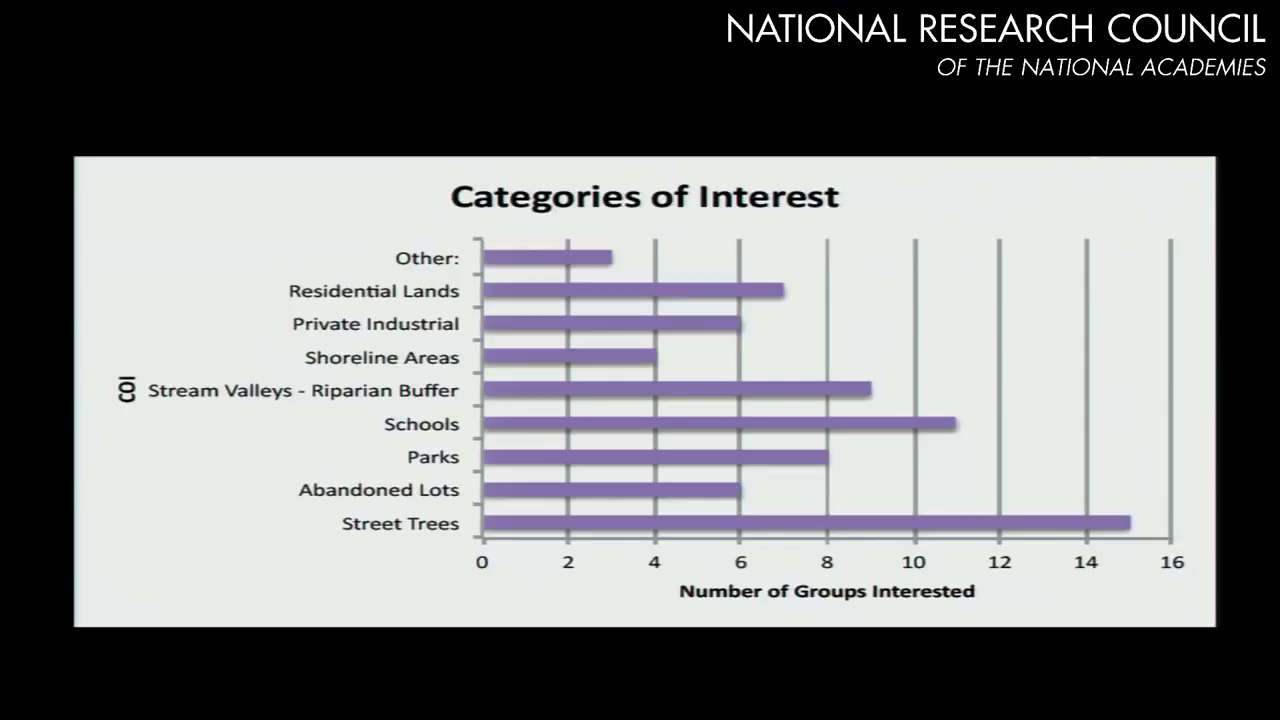 NATIONAL RESEARCH COUNCIL
OF THE NATIONAL ACADEMIES
Categories of Interest
Other:
Residential Lands
Private Industrial
Shoreline Areas
Stream Valleys - Riparian Buffer
Schools
Parks
Abandoned Lots
Street Trees
COI
0 2 4 6 8 10 12 14 16
Number of Groups Interested